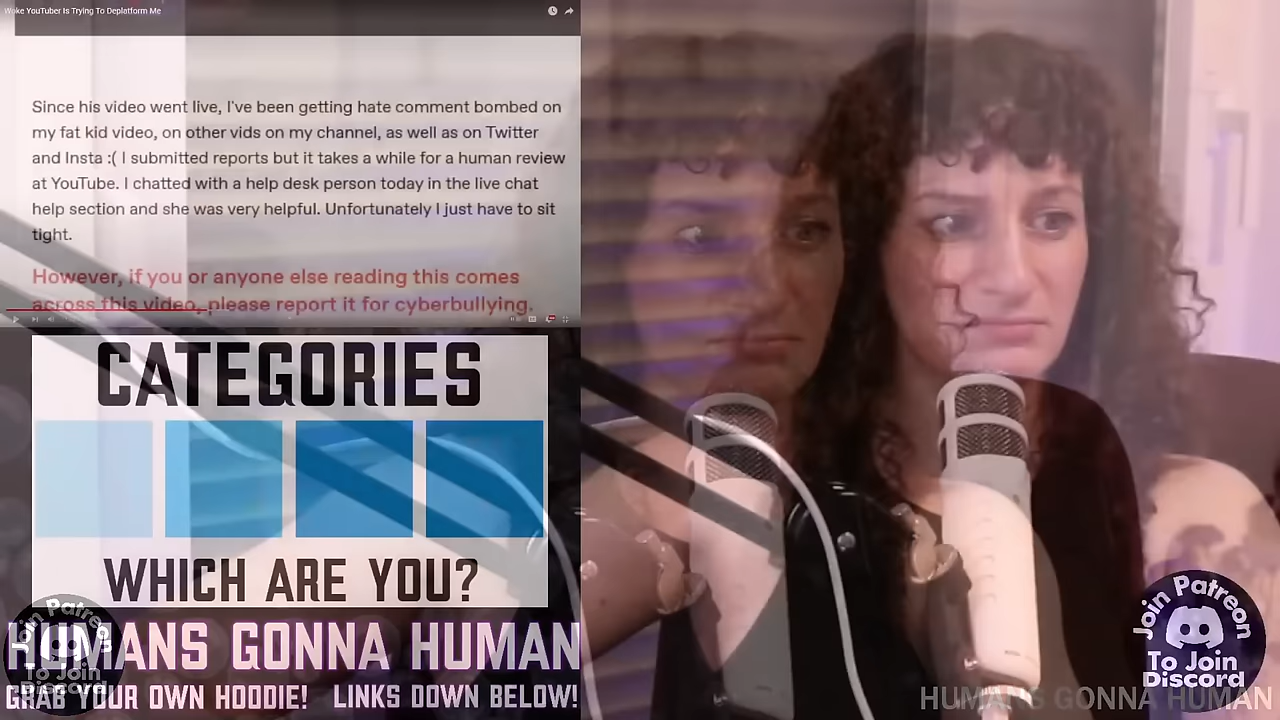 Woke YouTuber Is Trying To Deplatform Me
Since his video went live, I've been getting hate comment bombed on
my fat kid video, on other vids on my channel, as well as on Twitter
and Insta :( I submitted reports but it takes a while for a human review
at YouTube. I chatted with a help desk person today in the live chat
help section and she was very helpful. Unfortunately I just have to sit
tight.
However, if you or anyone else reading this comes
across this video, please report it for cyberbullying.
CATEGORIES
WHICH ARE YOU?
HUMANS GONNA HUMAN
GRAB YOUR OWN HOODIE! LINKS DOWN BELOW!
Join Patreon
To Join
Discord
Join Patreon
To Join
Discord
HUMANS GONNA HUMAN